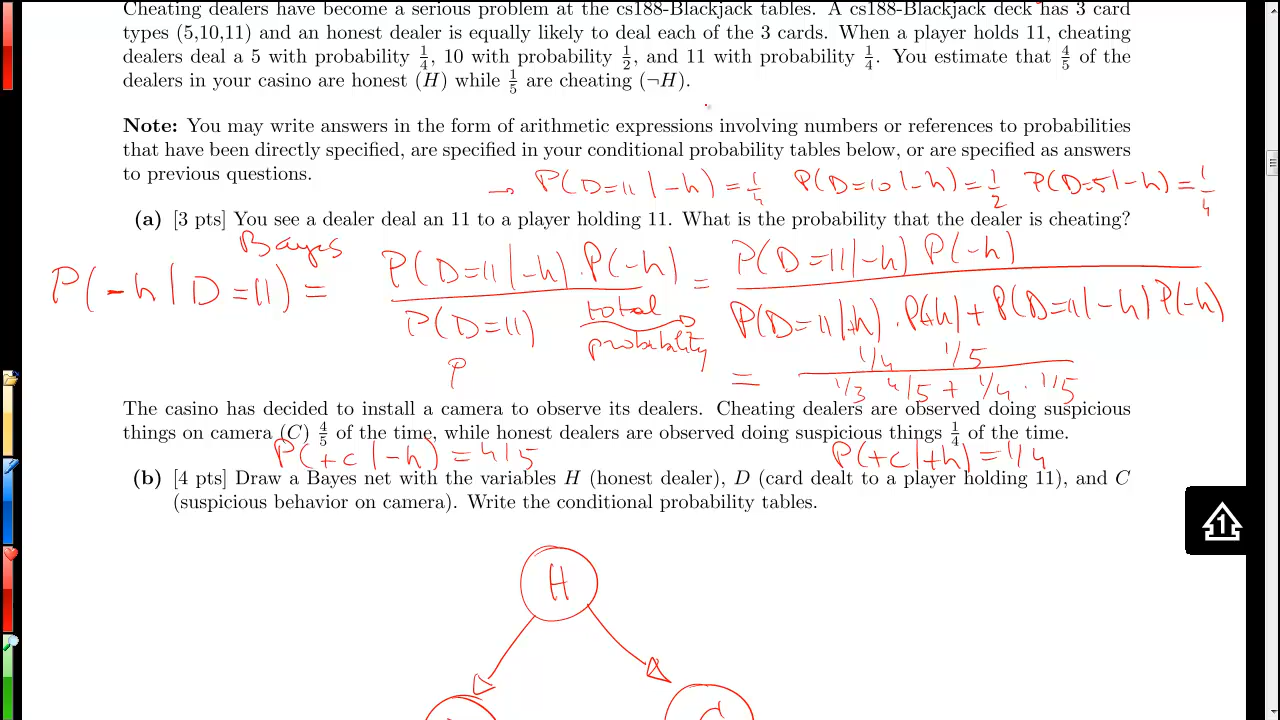 Cheating dealers have become a serious problem at the cs188-Blackjack tables. A cs188-Blackjack deck has 3 card
types (5,10,11) and an honest dealer is equally likely to deal each of the 3 cards. When a player holds 11, cheating
dealers deal a 5 with probability 1/4, 10 with probability 1/2, and 11 with probability 1/4. You estimate that 4/5 of the
dealers in your casino are honest (H) while 1/5 are cheating (¬H).
Note: You may write answers in the form of arithmetic expressions involving numbers or references to probabilities
that have been directly specified, are specified in your conditional probability tables below, or are specified as answers
to previous questions.
→ P(D=11|-h) = 1/4 P(D=10|-h) = 1/2 P(D=5|-h) = 1/4
(a) [3 pts] You see a dealer deal an 11 to a player holding 11. What is the probability that the dealer is cheating?
Bayes
P(-h|D=11) = P(D=11|-h)·P(-h) / P(D=11) = P(D=11|-h) P(-h) / P(D=11|+h)·P(+h) + P(D=11|-h) P(-h)
total
probability
P
= 1/4 1/5 / 1/3 4/5 + 1/4 · 1/5
The casino has decided to install a camera to observe its dealers. Cheating dealers are observed doing suspicious
things on camera (C) 4/5 of the time, while honest dealers are observed doing suspicious things 1/4 of the time.
P(+c|-h) = 4/5 P(+c|+h) = 1/4
(b) [4 pts] Draw a Bayes net with the variables H (honest dealer), D (card dealt to a player holding 11), and C
(suspicious behavior on camera). Write the conditional probability tables.
H
1